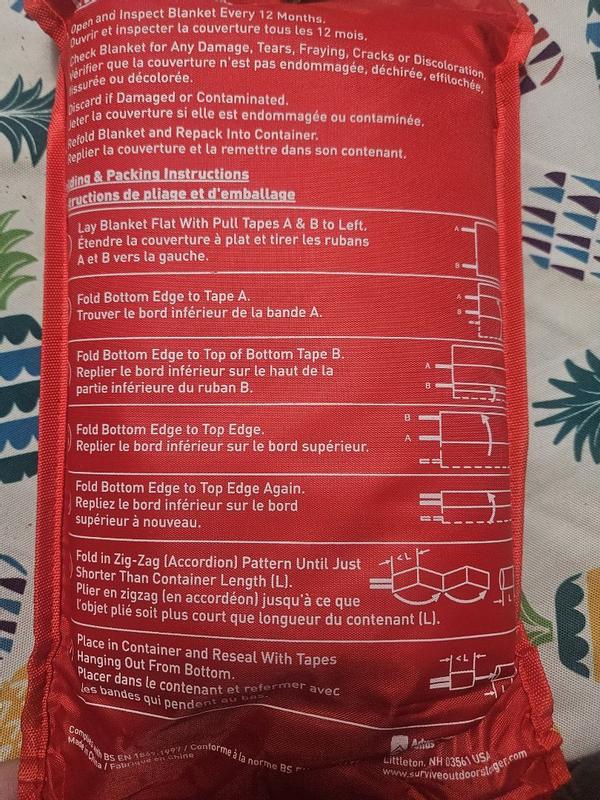 Open and Inspect Blanket Every 12 Months.
Ouvrir et inspecter la couverture tous les 12 mois.
Check Blanket for Any Damage, Tears, Fraying, Cracks or Discoloration.
Vérifier que la couverture n'est pas endommagée, déchirée, effilochée,
fissurée ou décolorée.
Discard if Damaged or Contaminated.
Jeter la couverture si elle est endommagée ou contaminée.
Refold Blanket and Repack Into Container.
Replier la couverture et la remettre dans son contenant.
& Packing Instructions
de pliage et d'emballage
Lay Blanket Flat With Pull Tapes A & B to Left.
Étendre la couverture à plat et tirer les rubans
A et B vers la gauche.
A
B
Fold Bottom Edge to Tape A.
Trouver le bord inférieur de la bande A.
A
B
Fold Bottom Edge to Top of Bottom Tape B.
Replier le bord inférieur sur le haut de la
partie inférieure du ruban B.
A
B
Fold Bottom Edge to Top Edge.
Replier le bord inférieur sur le bord supérieur.
B
A
Fold Bottom Edge to Top Edge Again.
Repliez le bord inférieur sur le bord
supérieur à nouveau.
Fold in Zig-Zag (Accordion) Pattern Until Just
Shorter Than Container Length (L).
Plier en zigzag (en accordéon) jusqu'à ce que
l'objet plié soit plus court que longueur du contenant (L).
<L
L
Place in Container and Reseal With Tapes
Hanging Out From Bottom.
Placer dans le contenant et refermer avec
les bandes qui pendent au bas.
<L
L
BS EN 1869:1997 / Conforme à la norme BS
Made in China / Fabriqué en Chine
Littleton, NH 03561 USA
www.surviveoutdoorslonger.com